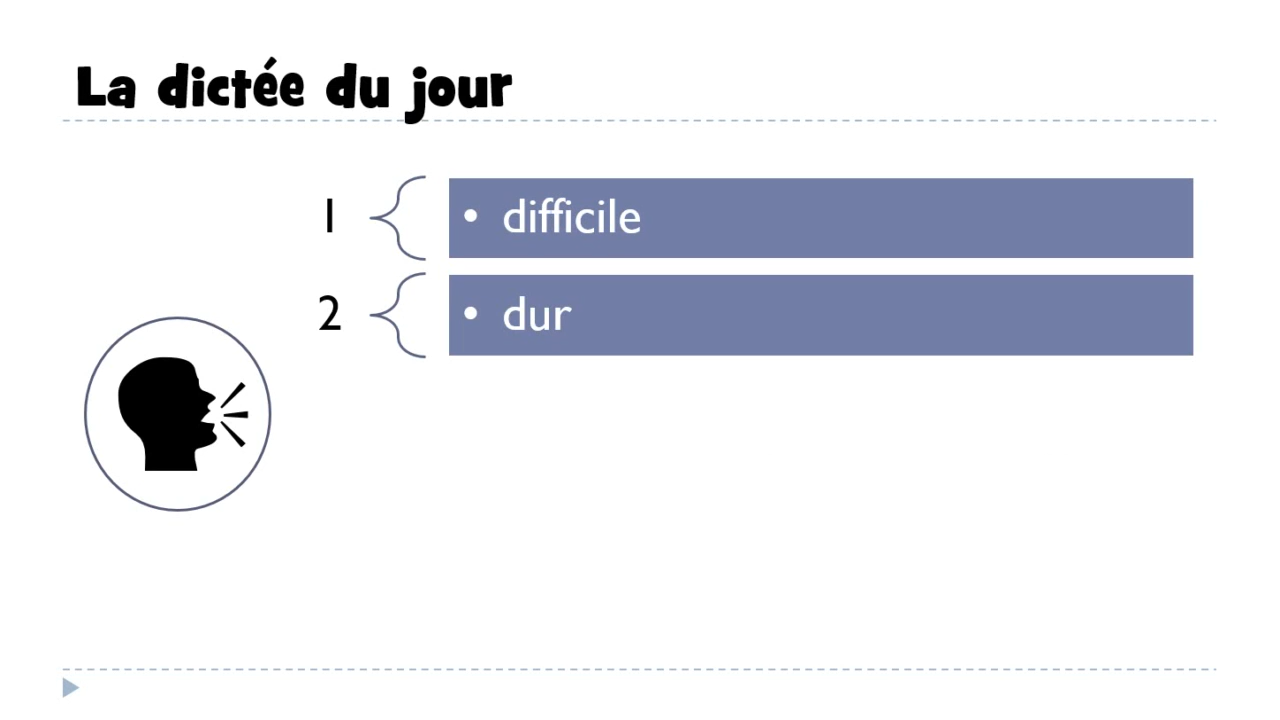 La dictée du jour
1
• difficile
2
• dur